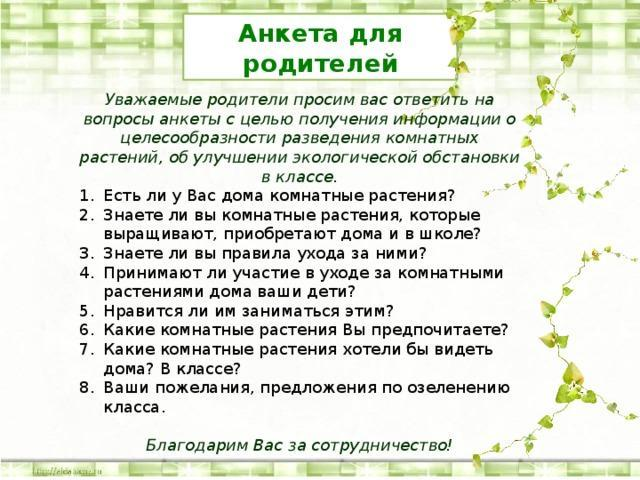 Анкета для
родителей
Уважаемые родители просим вас ответить на
вопросы анкеты с целью получения информации о
целесообразности разведения комнатных
растений, об улучшении экологической обстановки
в классе.
1. Есть ли у Вас дома комнатные растения?
2. Знаете ли вы комнатные растения, которые
выращивают, приобретают дома и в школе?
3. Знаете ли вы правила ухода за ними?
4. Принимают ли участие в уходе за комнатными
растениями дома ваши дети?
5. Нравится ли им заниматься этим?
6. Какие комнатные растения Вы предпочитаете?
7. Какие комнатные растения хотели бы видеть
дома? В классе?
8. Ваши пожелания, предложения по озеленению
класса.
Благодарим Вас за сотрудничество!